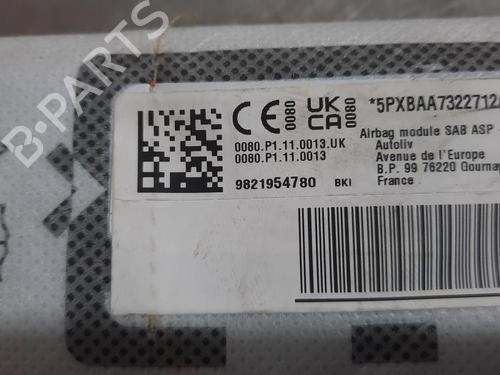 B-PARTS
CE 0080 UK CA 0080 *5PXBAA7322712
0080.P1.11.0013.UK
0080.P1.11.0013
9821954780 BKI
Airbag module SAB ASP
Autoliv
Avenue de l'Europe
B.P. 99 76220 Gournay
France